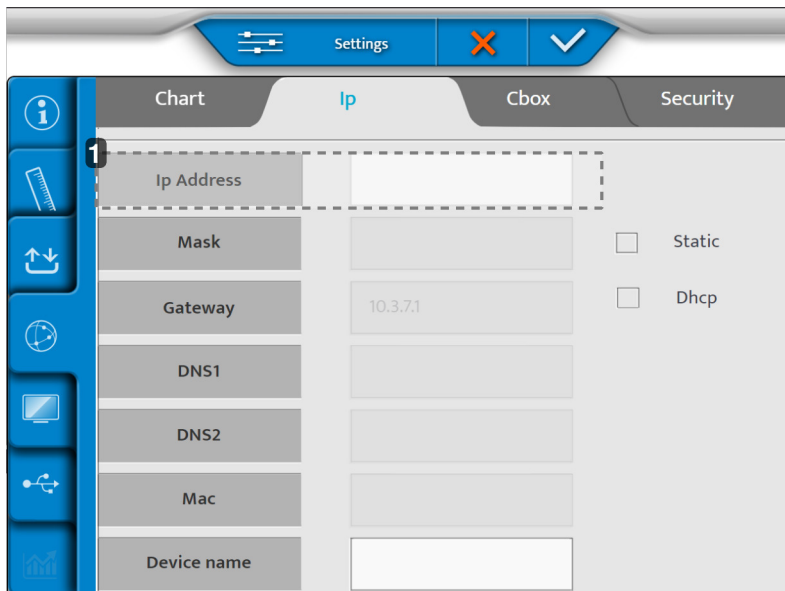 Settings
Chart Ip Cbox Security
1
Ip Address
Mask Static
Gateway 10.3.7.1 Dhcp
DNS1
DNS2
Mac
Device name